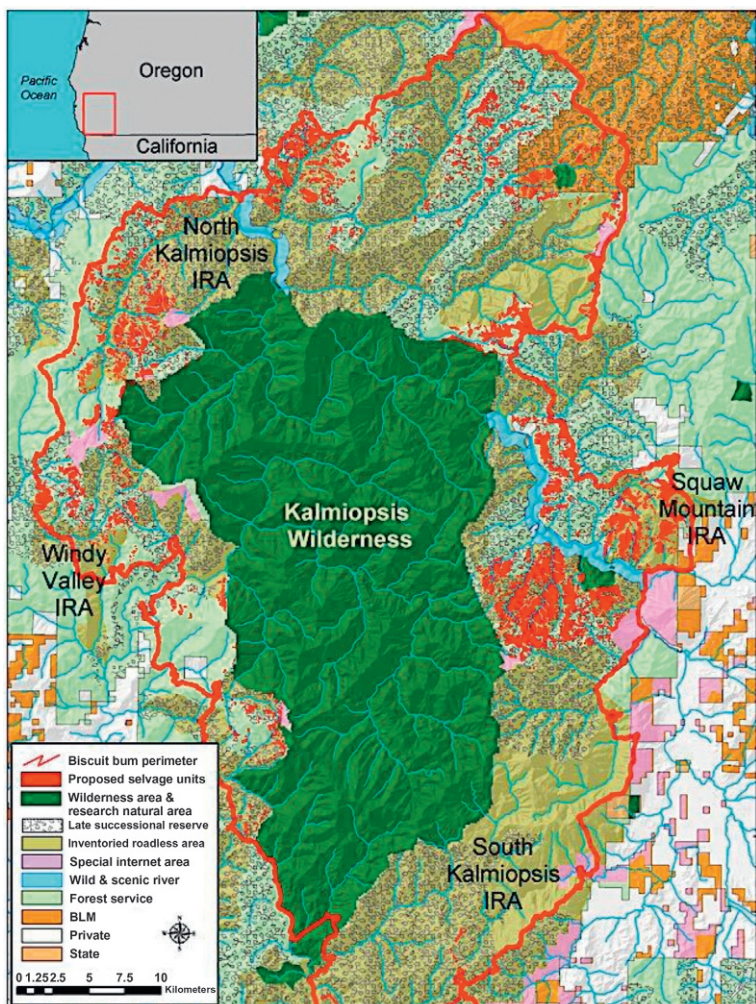 Pacific
Ocean
Oregon
California
North
Kalmiopsis
IRA
Kalmiopsis
Wilderness
Squaw
Mountain
IRA
Windy
Valley
IRA
South
Kalmiopsis
IRA
Biscuit bum perimeter
Proposed selvage units
Wilderness area &
research natural area
Late successional reserve
Inventoried roadless area
Special internet area
Wild & scenic river
Forest service
BLM
Private
State
N
0 1.25 2.5 5 7.5 10
Kilometers